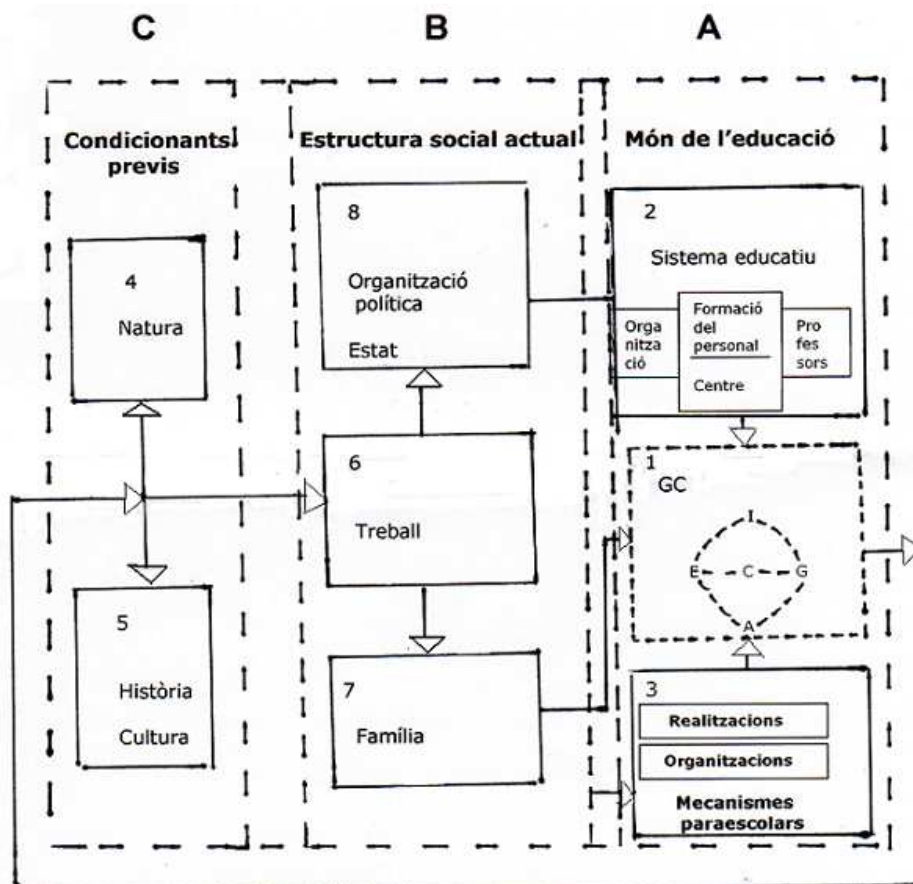 C
B
A
Condicionants
previs
Estructura social actual
Món de l'educació
4
Natura
5
Història
Cultura
8
Organització
política
Estat
6
Treball
7
Família
2
Sistema educatiu
Orga
nitza
ció
Formació
del
personal
Centre
Pro
fes
sors
1
GC
I
E
C
G
A
3
Realitzacions
Organitzacions
Mecanismes
paraescolars